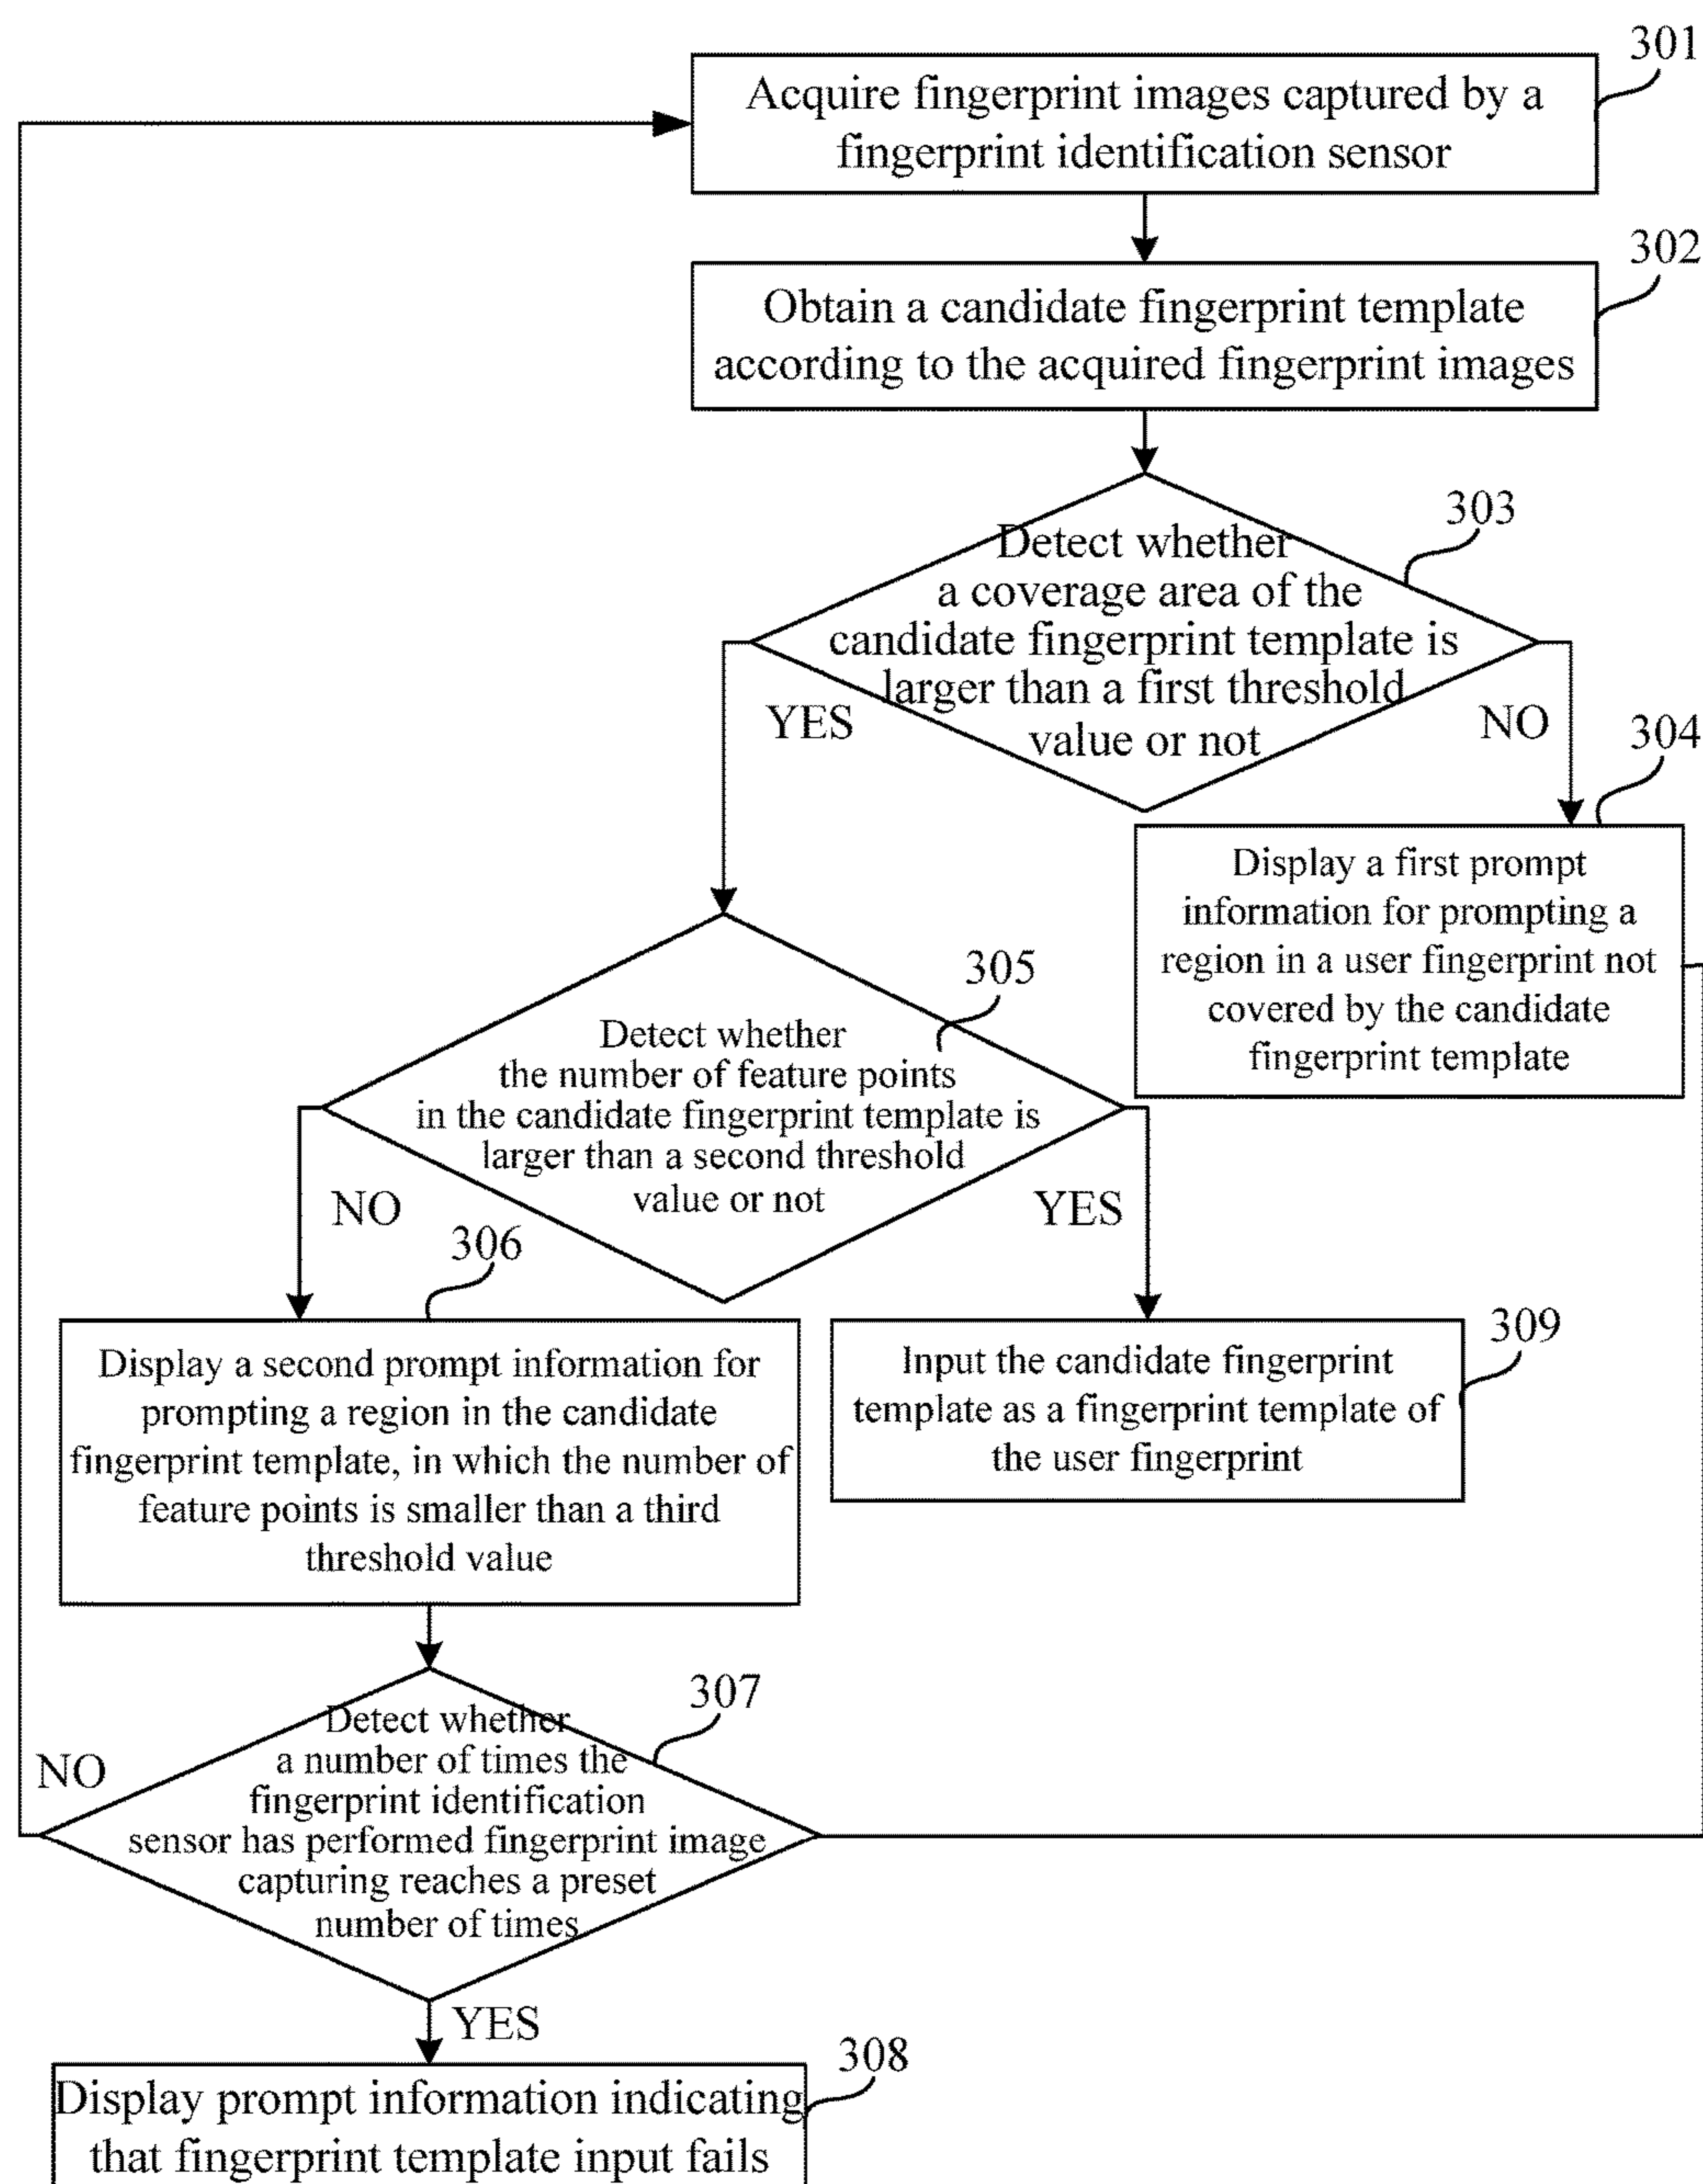 301
Acquire fingerprint images captured by a
fingerprint identification sensor
302
Obtain a candidate fingerprint template
according to the acquired fingerprint images
303
Detect whether
a coverage area of the
candidate fingerprint template is
larger than a first threshold
value or not
YES
NO
304
Display a first prompt
information for prompting a
region in a user fingerprint not
covered by the candidate
fingerprint template
305
Detect whether
the number of feature points
in the candidate fingerprint template is
larger than a second threshold
value or not
NO
YES
306
Display a second prompt information for
prompting a region in the candidate
fingerprint template, in which the number of
feature points is smaller than a third
threshold value
309
Input the candidate fingerprint
template as a fingerprint template of
the user fingerprint
307
Detect whether
a number of times the
fingerprint identification
sensor has performed fingerprint image
capturing reaches a preset
number of times
NO
YES
308
Display prompt information indicating
that fingerprint template input fails